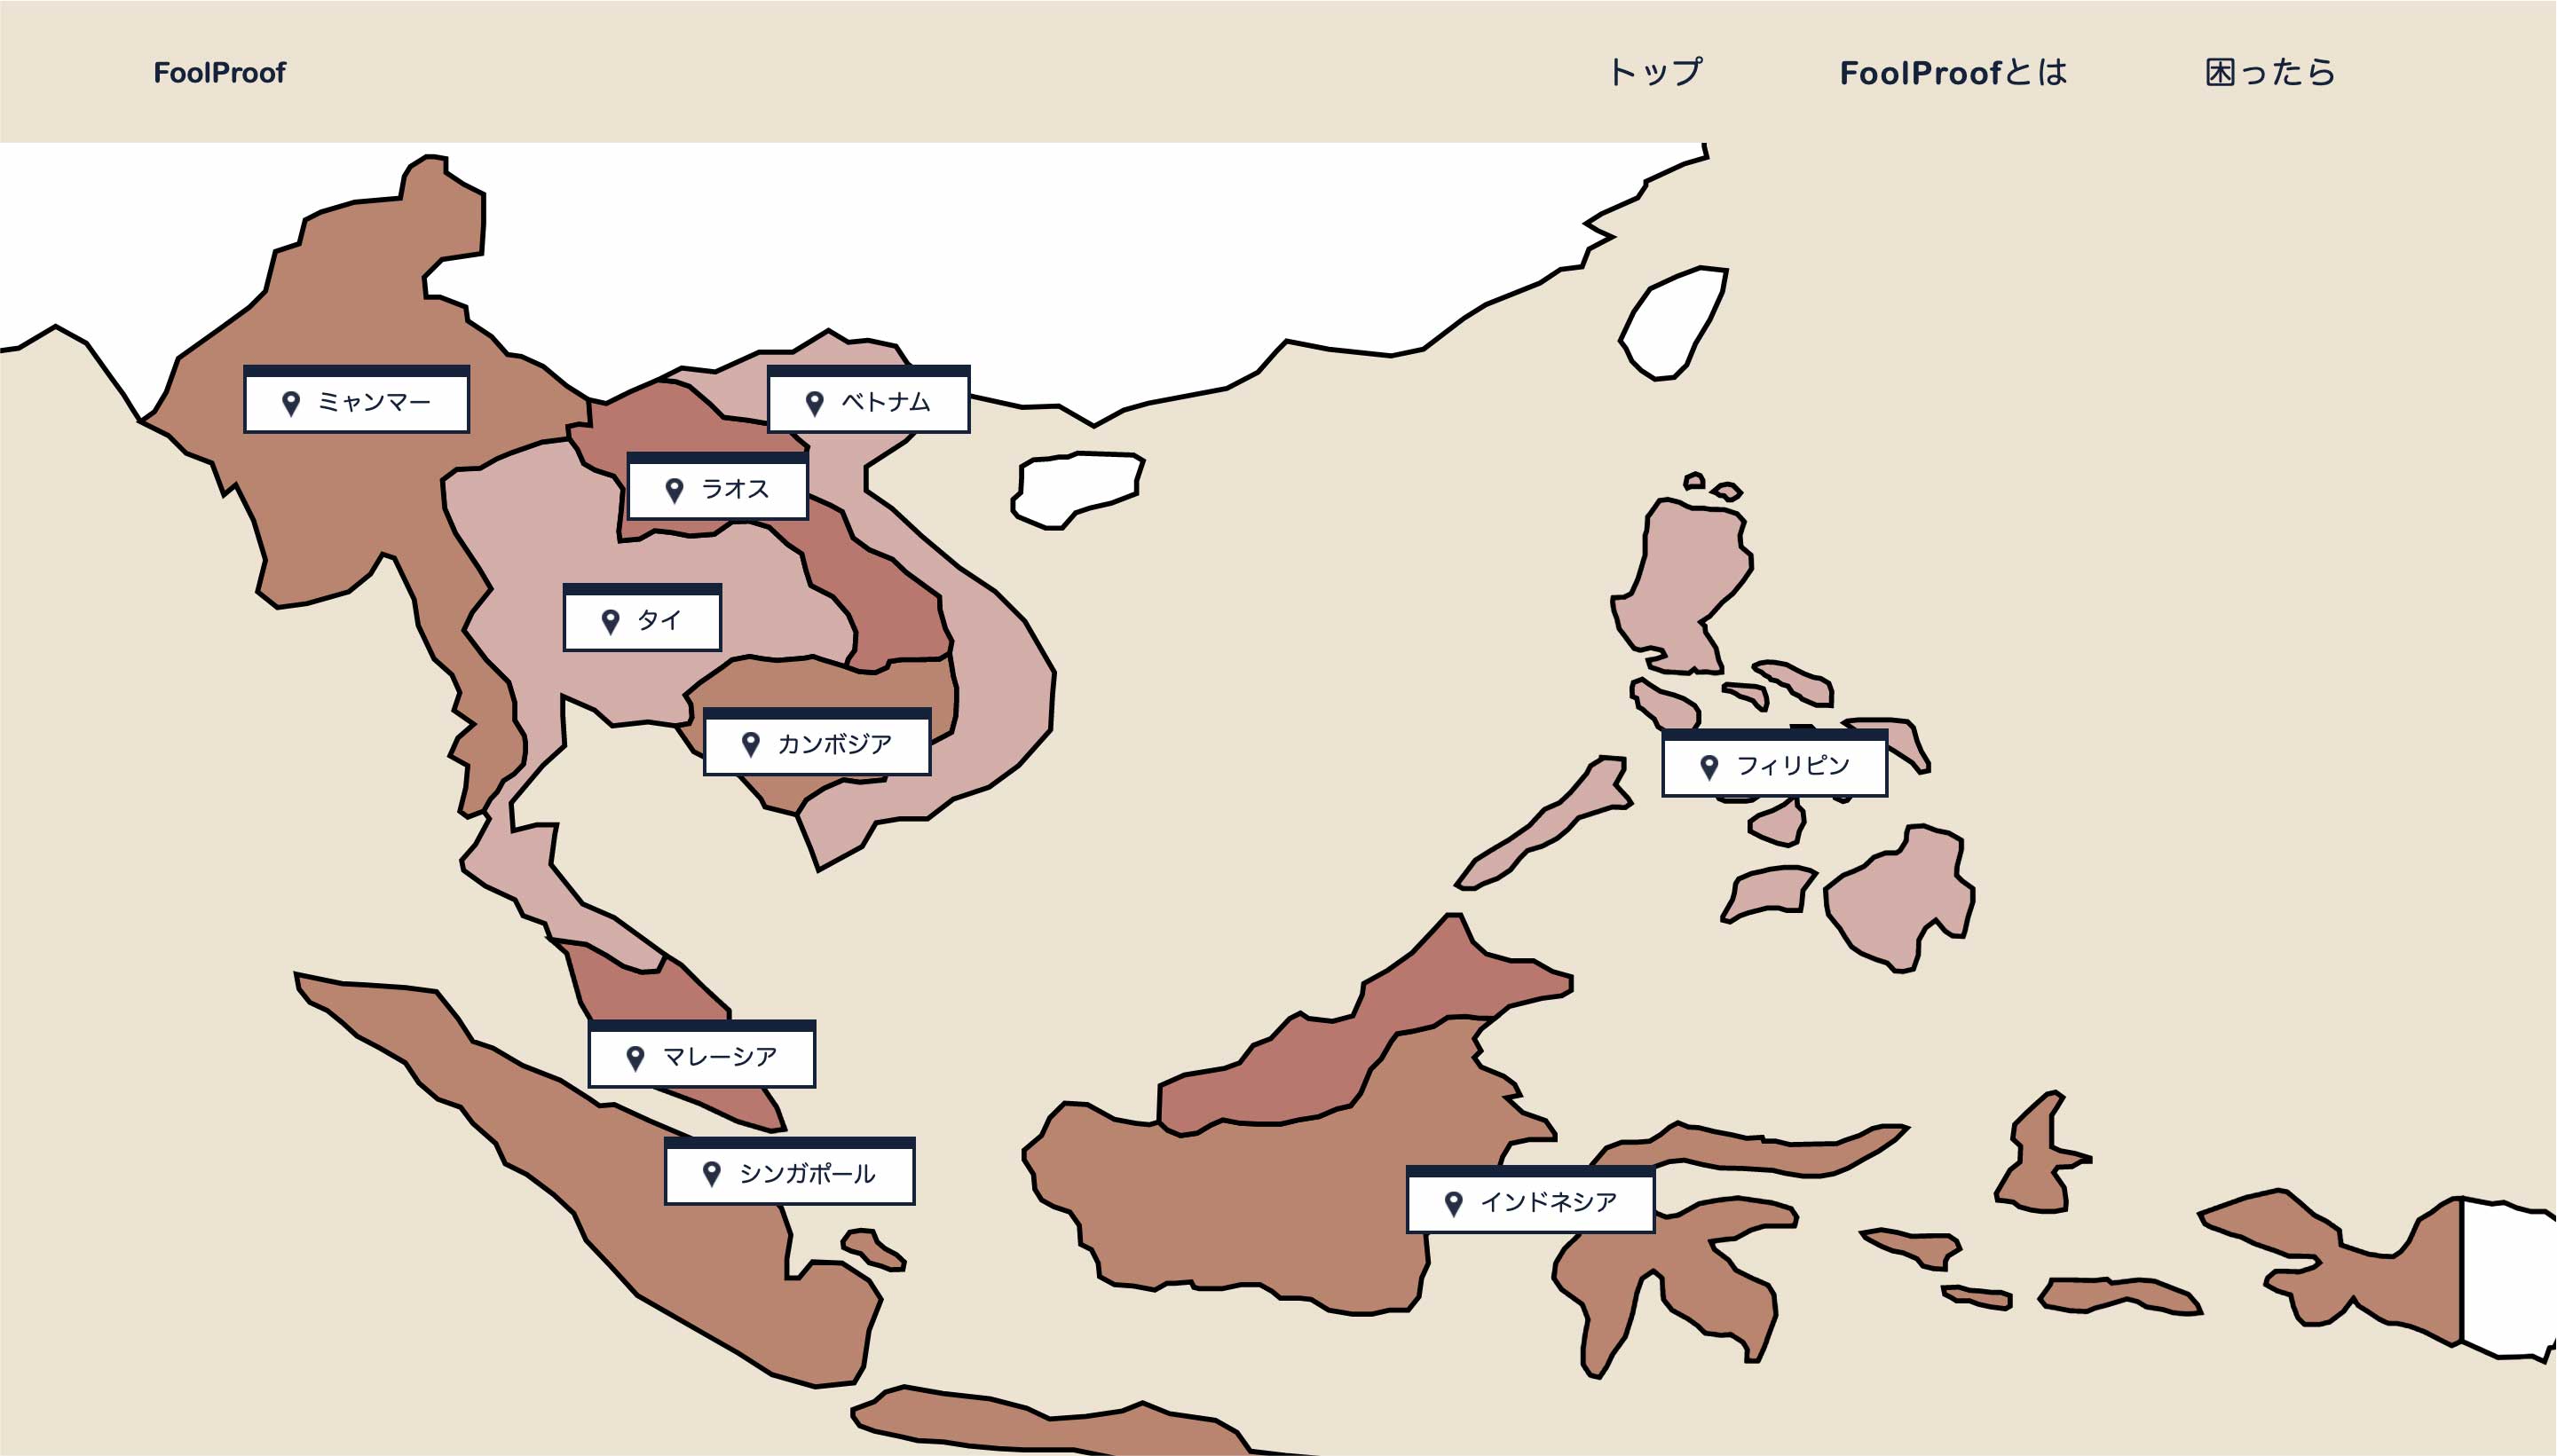 FoolProof
トップ
FoolProofとは
困ったら
ミャンマー
ベトナム
ラオス
タイ
カンボジア
フィリピン
マレーシア
シンガポール
インドネシア